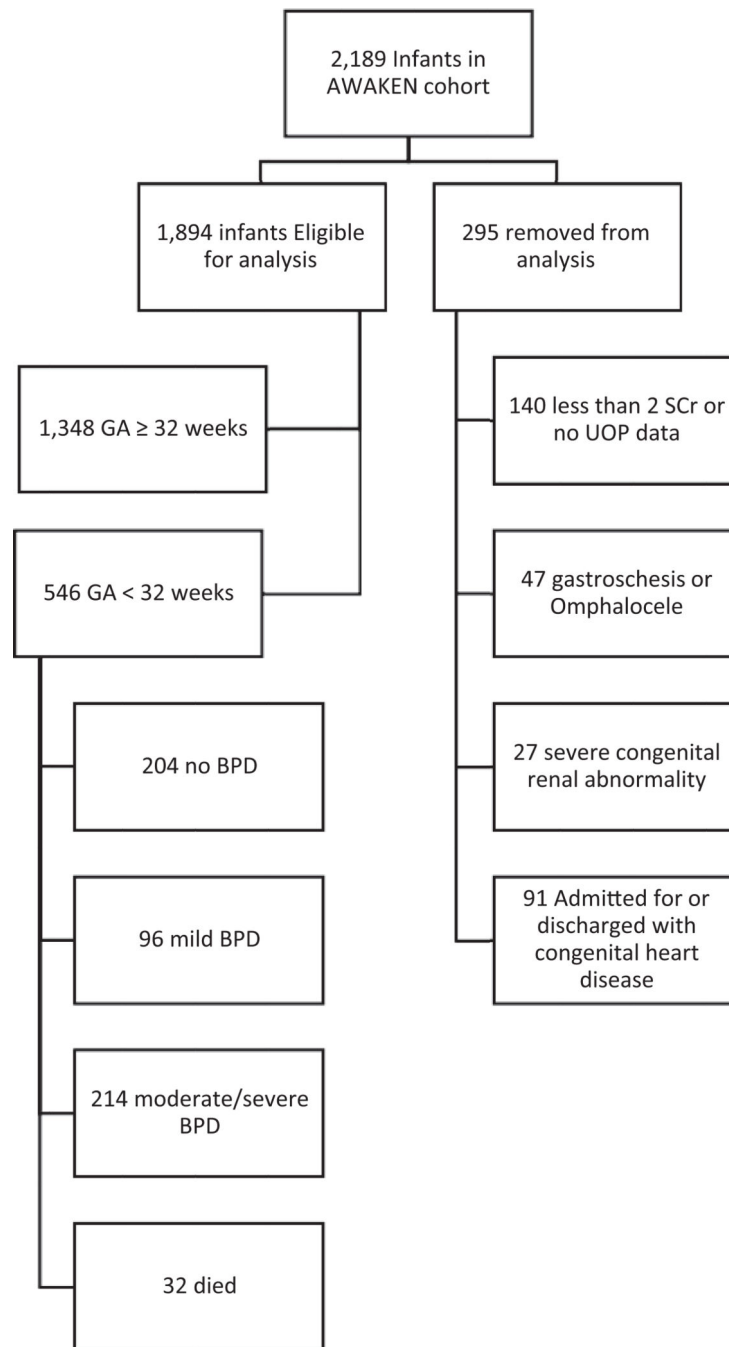 2,189 Infants in
AWAKEN cohort
1,894 infants Eligible
for analysis
295 removed from
analysis
1,348 GA ≥ 32 weeks
546 GA < 32 weeks
204 no BPD
96 mild BPD
214 moderate/severe
BPD
32 died
140 less than 2 SCr or
no UOP data
47 gastroschesis or
Omphalocele
27 severe congenital
renal abnormality
91 Admitted for or
discharged with
congenital heart
disease